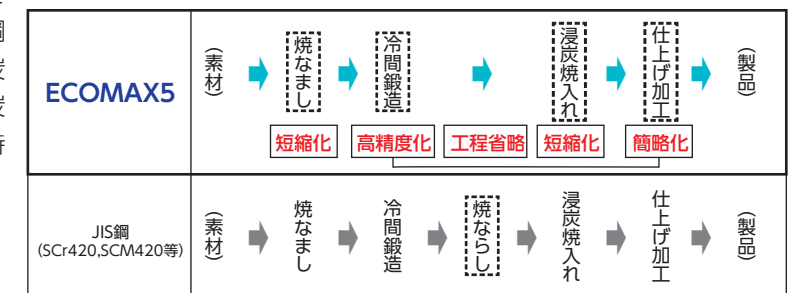 ECOMAX5
(素材)
焼なまし
冷間鍛造
浸炭焼入れ
仕上げ加工
(製品)
短縮化
高精度化
工程省略
短縮化
簡略化
JIS鋼
(SCr420,SCM420等)
(素材)
焼なまし
冷間鍛造
焼ならし
浸炭焼入れ
仕上げ加工
(製品)